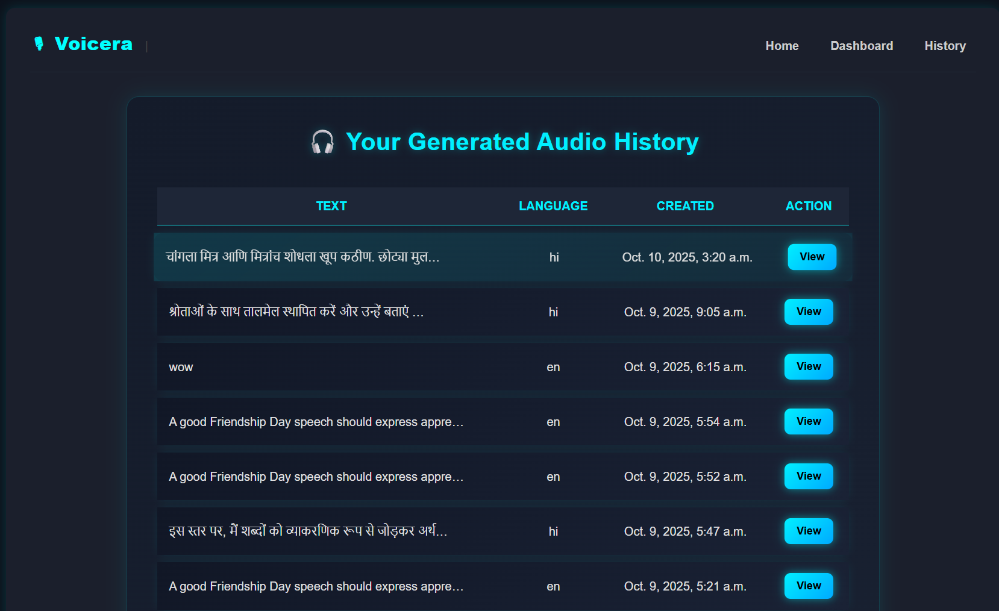 Voicera |
Home Dashboard History
Your Generated Audio History
TEXT LANGUAGE CREATED ACTION
चांगला मित्र आणि मित्रांच शोधला खूप कठीण. छोट्या मुल… hi Oct. 10, 2025, 3:20 a.m. View
श्रोताओं के साथ तालमेल स्थापित करें और उन्हें बताएं … hi Oct. 9, 2025, 9:05 a.m. View
wow en Oct. 9, 2025, 6:15 a.m. View
A good Friendship Day speech should express appre… en Oct. 9, 2025, 5:54 a.m. View
A good Friendship Day speech should express appre… en Oct. 9, 2025, 5:52 a.m. View
इस स्तर पर, मैं शब्दों को व्याकरणिक रूप से जोड़कर अर्थ… hi Oct. 9, 2025, 5:47 a.m. View
A good Friendship Day speech should express appre… en Oct. 9, 2025, 5:21 a.m. View